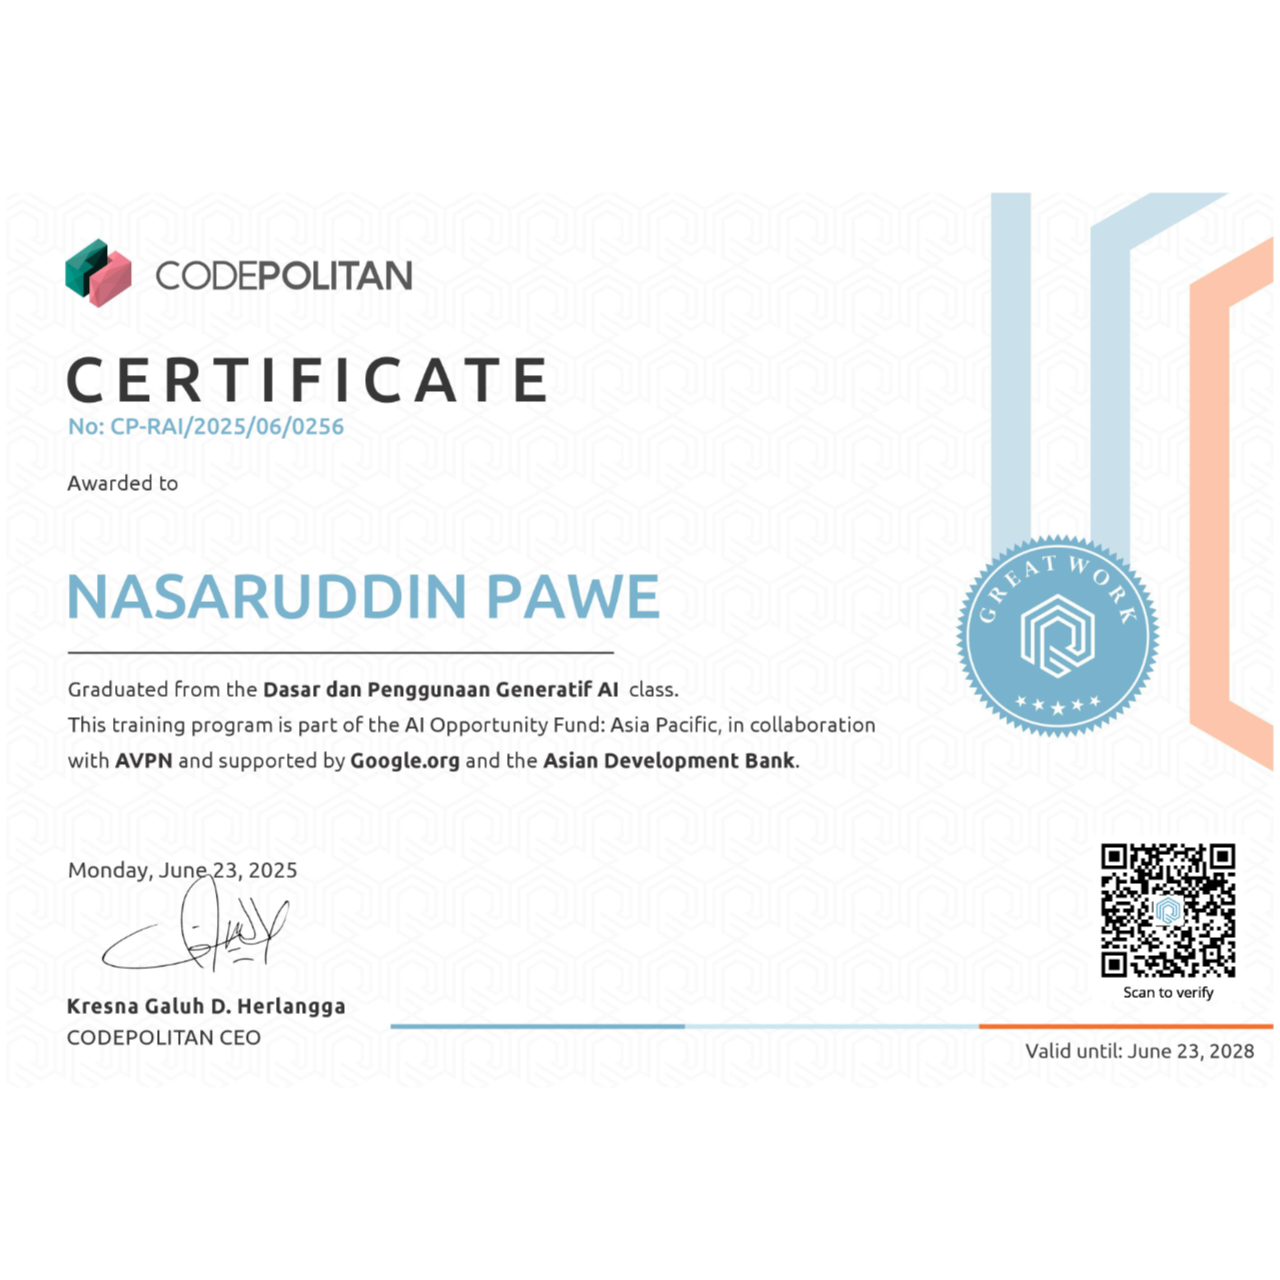 CODEPOLITAN
CERTIFICATE
No: CP-RAI/2025/06/0256
Awarded to
NASARUDDIN PAWE
Graduated from the Dasar dan Penggunaan Generatif AI class.
This training program is part of the AI Opportunity Fund: Asia Pacific, in collaboration
with AVPN and supported by Google.org and the Asian Development Bank.
GREAT WORK
Monday, June 23, 2025
Kresna Galuh D. Herlangga
CODEPOLITAN CEO
Scan to verify
Valid until: June 23, 2028